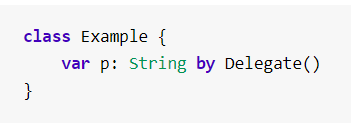 class Example {
    var p: String by Delegate()
}